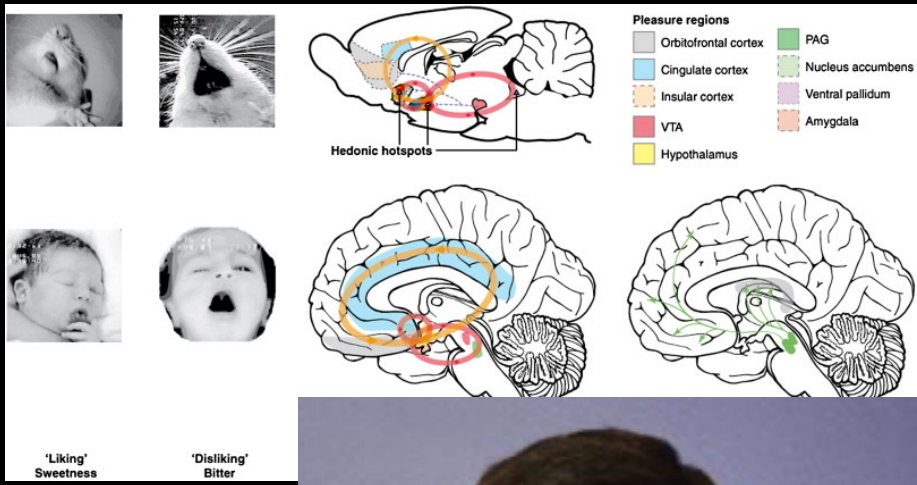 Pleasure regions
Orbitofrontal cortex
Cingulate cortex
Insular cortex
VTA
Hypothalamus
PAG
Nucleus accumbens
Ventral pallidum
Amygdala
Hedonic hotspots
'Liking'
Sweetness
'Disliking'
Bitter